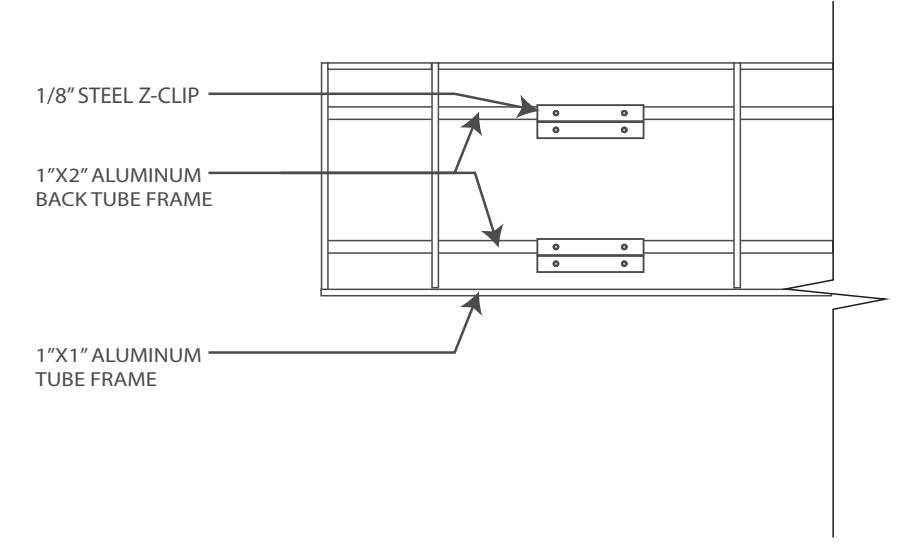 1/8” STEEL Z-CLIP
1”X2” ALUMINUM
BACK TUBE FRAME
1”X1” ALUMINUM
TUBE FRAME